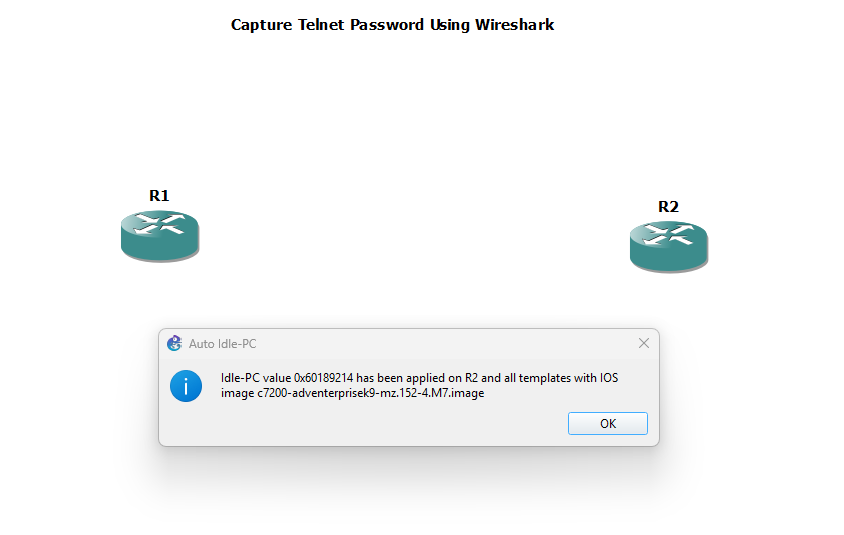 Capture Telnet Password Using Wireshark
R1
R2
Auto Idle-PC
Idle-PC value 0x60189214 has been applied on R2 and all templates with IOS
image c7200-adventerprisek9-mz.152-4.M7.image
OK